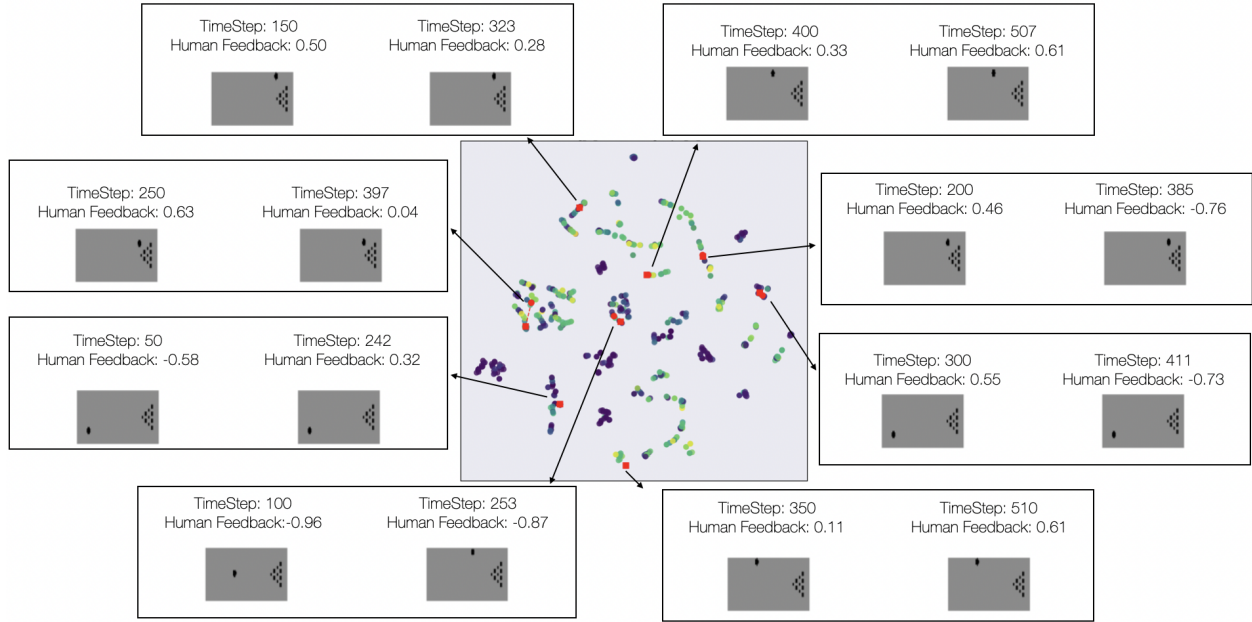 TimeStep: 150
Human Feedback: 0.50
TimeStep: 323
Human Feedback: 0.28
TimeStep: 400
Human Feedback: 0.33
TimeStep: 507
Human Feedback: 0.61
TimeStep: 250
Human Feedback: 0.63
TimeStep: 397
Human Feedback: 0.04
TimeStep: 200
Human Feedback: 0.46
TimeStep: 385
Human Feedback: -0.76
TimeStep: 50
Human Feedback: -0.58
TimeStep: 242
Human Feedback: 0.32
TimeStep: 300
Human Feedback: 0.55
TimeStep: 411
Human Feedback: -0.73
TimeStep: 100
Human Feedback:-0.96
TimeStep: 253
Human Feedback: -0.87
TimeStep: 350
Human Feedback: 0.11
TimeStep: 510
Human Feedback: 0.61